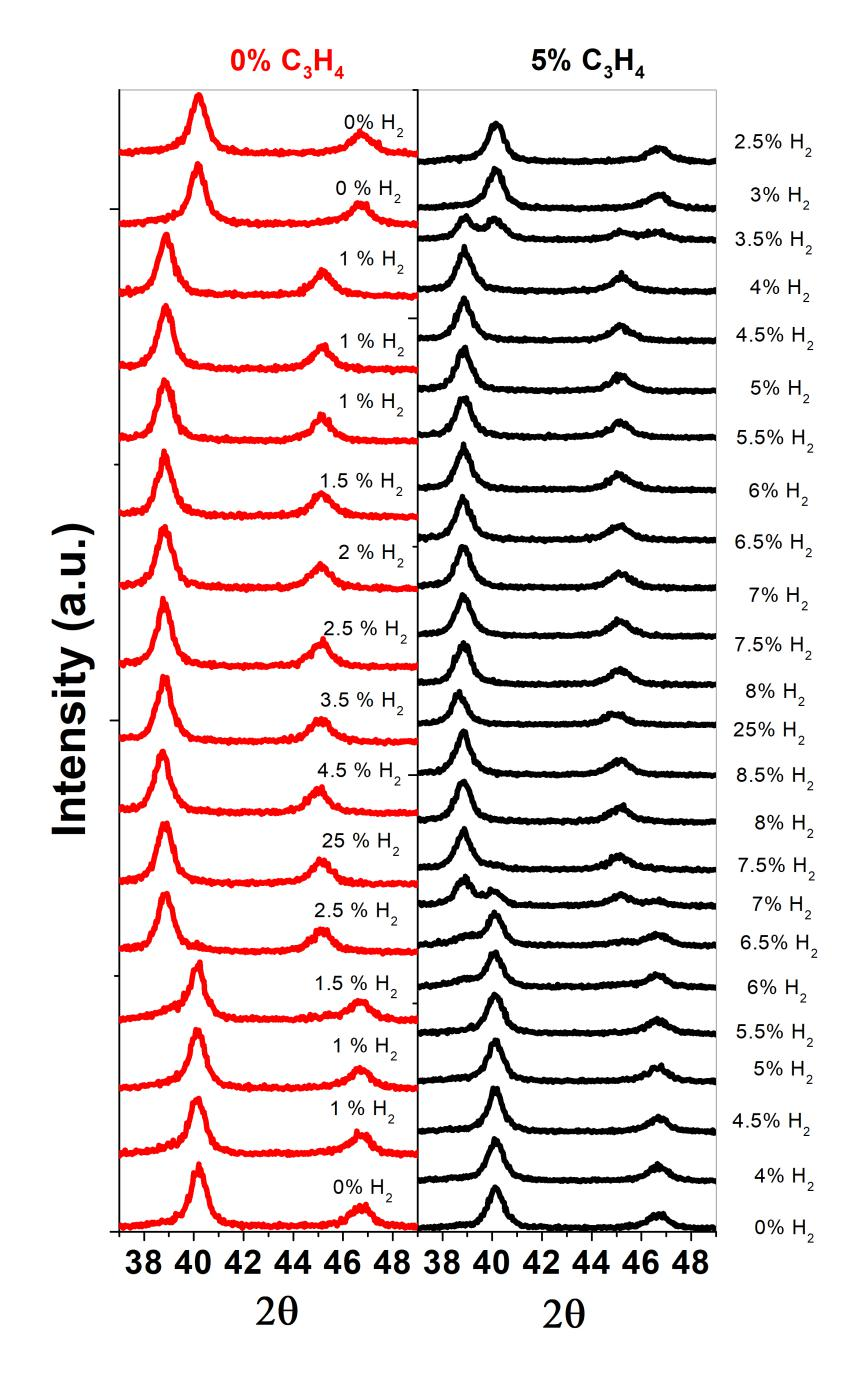 0% C3H4
5% C3H4
0% H2
0 % H2
1 % H2
1 % H2
1 % H2
1.5 % H2
2 % H2
2.5 % H2
3.5 % H2
4.5% H2
25 % H2
2.5 % H2
1.5 % H2
1 % H2
1 % H2
0% H2
2.5% H2
3% H2
3.5% H2
4% H2
4.5% H2
5% H2
5.5% H2
6% H2
6.5% H2
7% H2
7.5% H2
8% H2
25% H2
8.5% H2
8% H2
7.5% H2
7% H2
6.5% H2
6% H2
5.5% H2
5% H2
4.5% H2
4% H2
0% H2
Intensity (a.u.)
38 40 42 44 46 48
38 40 42 44 46 48
2θ
2θ